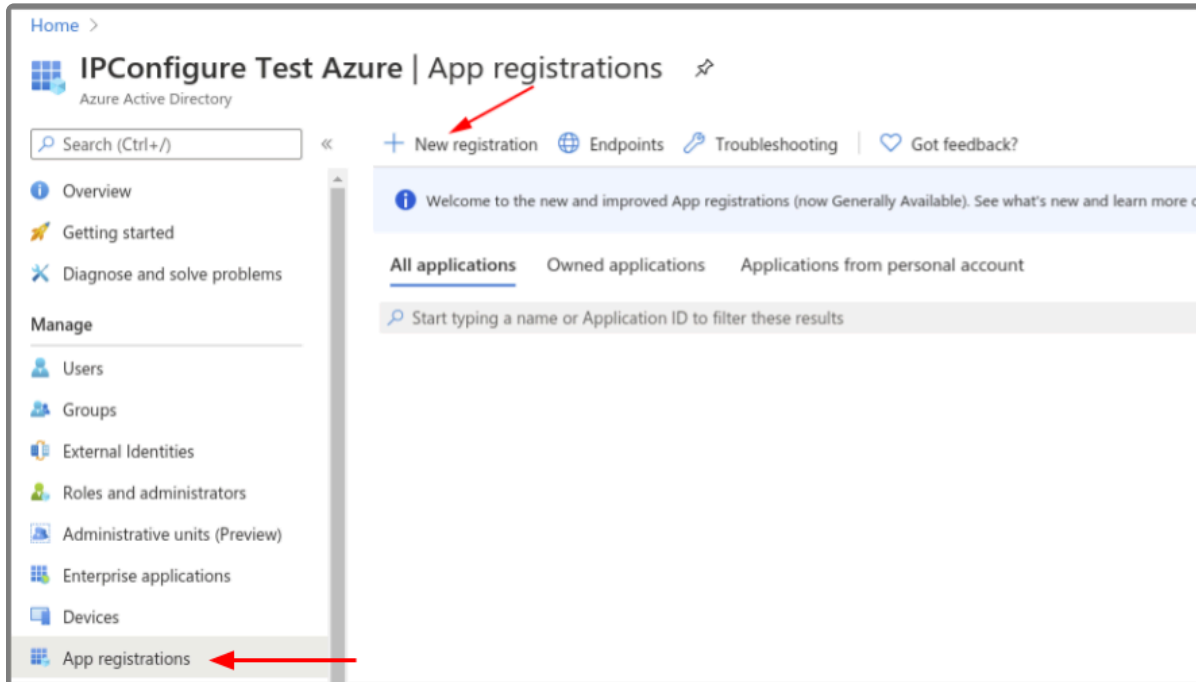 Home >
IPConfigure Test Azure | App registrations
Azure Active Directory
Search (Ctrl+/)
«
New registration
Endpoints
Troubleshooting
Got feedback?
Overview
Getting started
Diagnose and solve problems
Manage
Users
Groups
External Identities
Roles and administrators
Administrative units (Preview)
Enterprise applications
Devices
App registrations
Welcome to the new and improved App registrations (now Generally Available). See what's new and learn more
All applications
Owned applications
Applications from personal account
Start typing a name or Application ID to filter these results